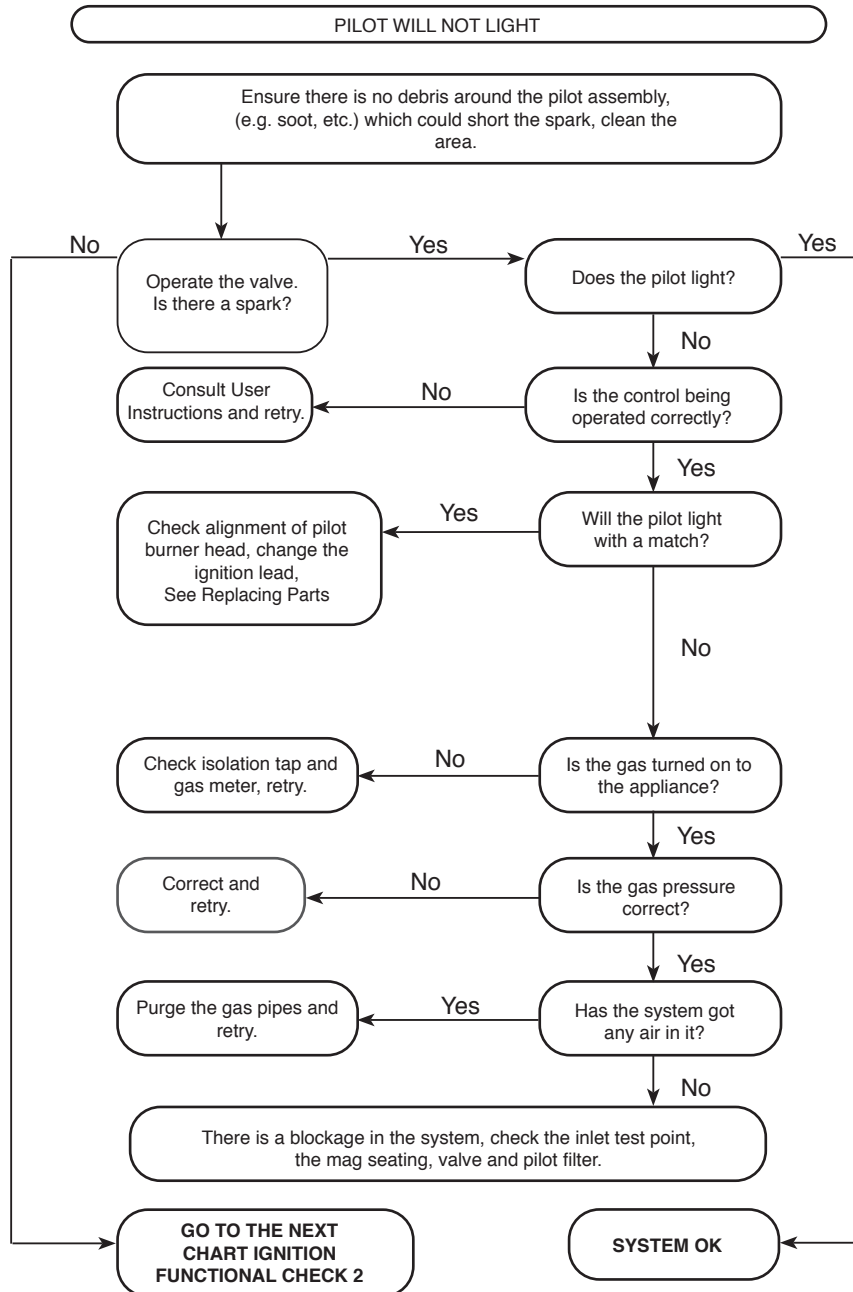 PILOT WILL NOT LIGHT
Ensure there is no debris around the pilot assembly,
(e.g. soot, etc.) which could short the spark, clean the
area.
No
Yes
Yes
Operate the valve.
Is there a spark?
Does the pilot light?
No
Consult User
Instructions and retry.
No
Is the control being
operated correctly?
Yes
Check alignment of pilot
burner head, change the
ignition lead,
See Replacing Parts
Yes
Will the pilot light
with a match?
No
Check isolation tap and
gas meter, retry.
No
Is the gas turned on to
the appliance?
Yes
Correct and
retry.
No
Is the gas pressure
correct?
Yes
Purge the gas pipes and
retry.
Yes
Has the system got
any air in it?
No
There is a blockage in the system, check the inlet test point,
the mag seating, valve and pilot filter.
GO TO THE NEXT
CHART IGNITION
FUNCTIONAL CHECK 2
SYSTEM OK